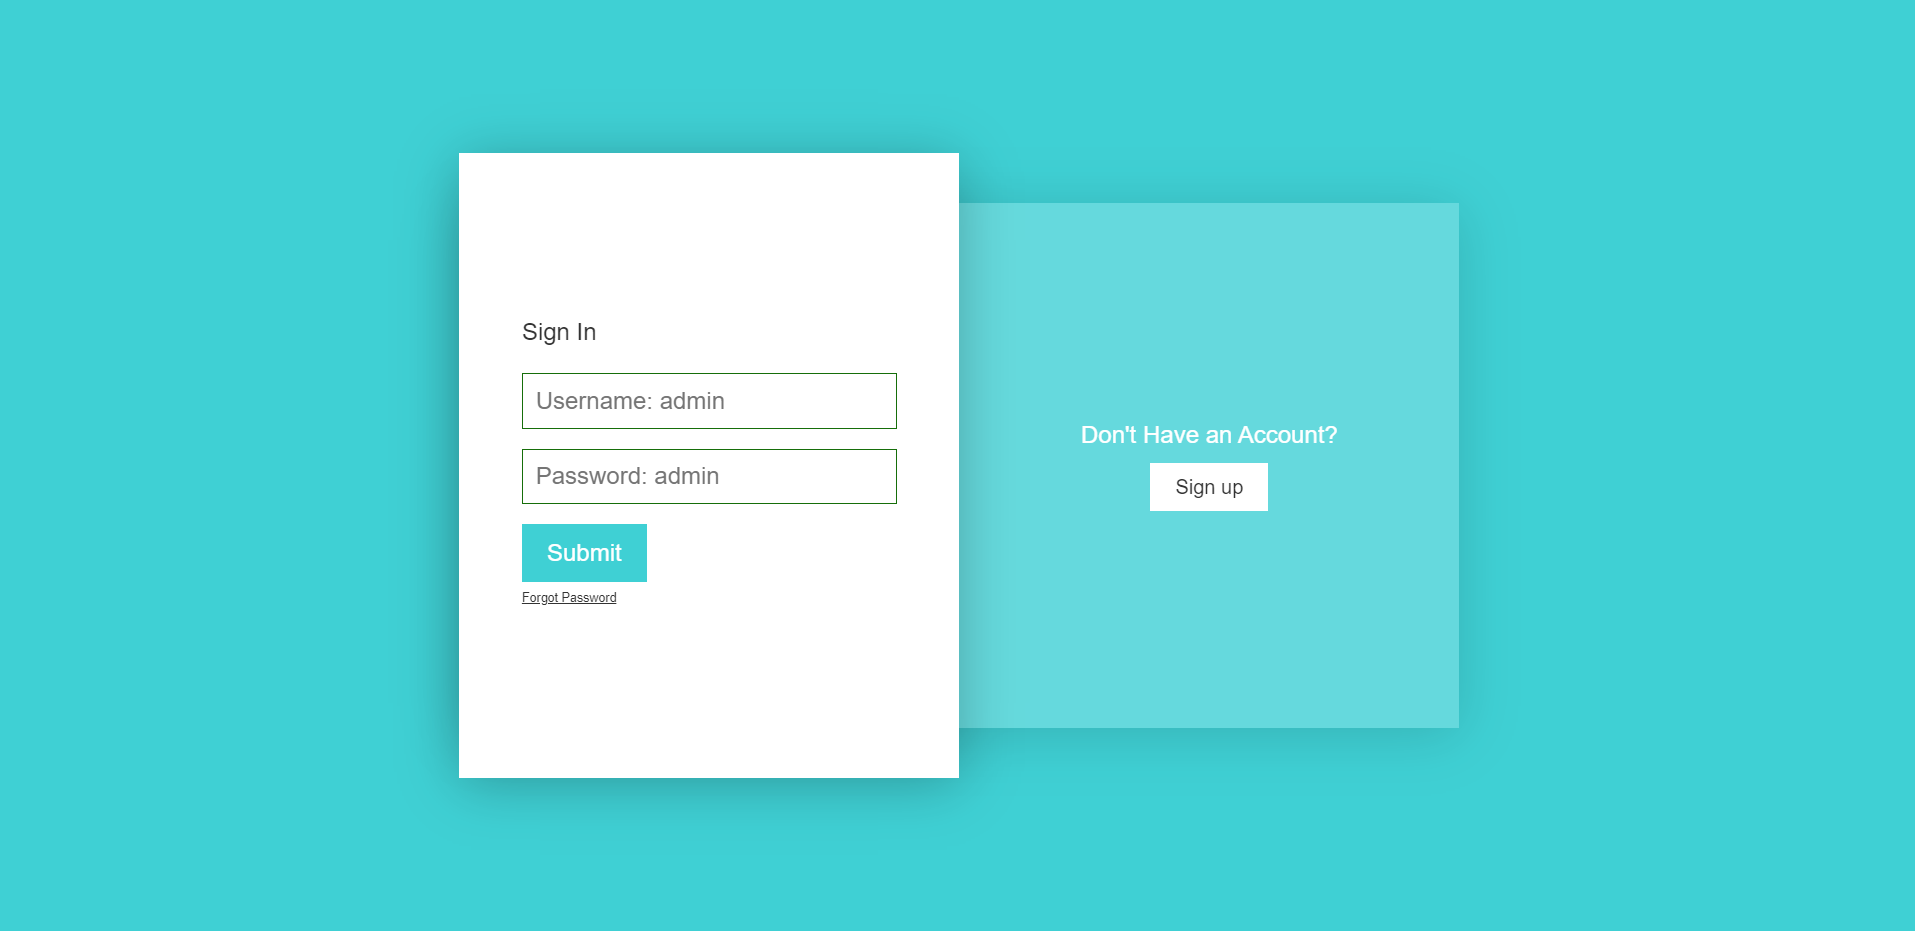 Sign In
Username: admin
Password: admin
Submit
Forgot Password
Don't Have an Account?
Sign up